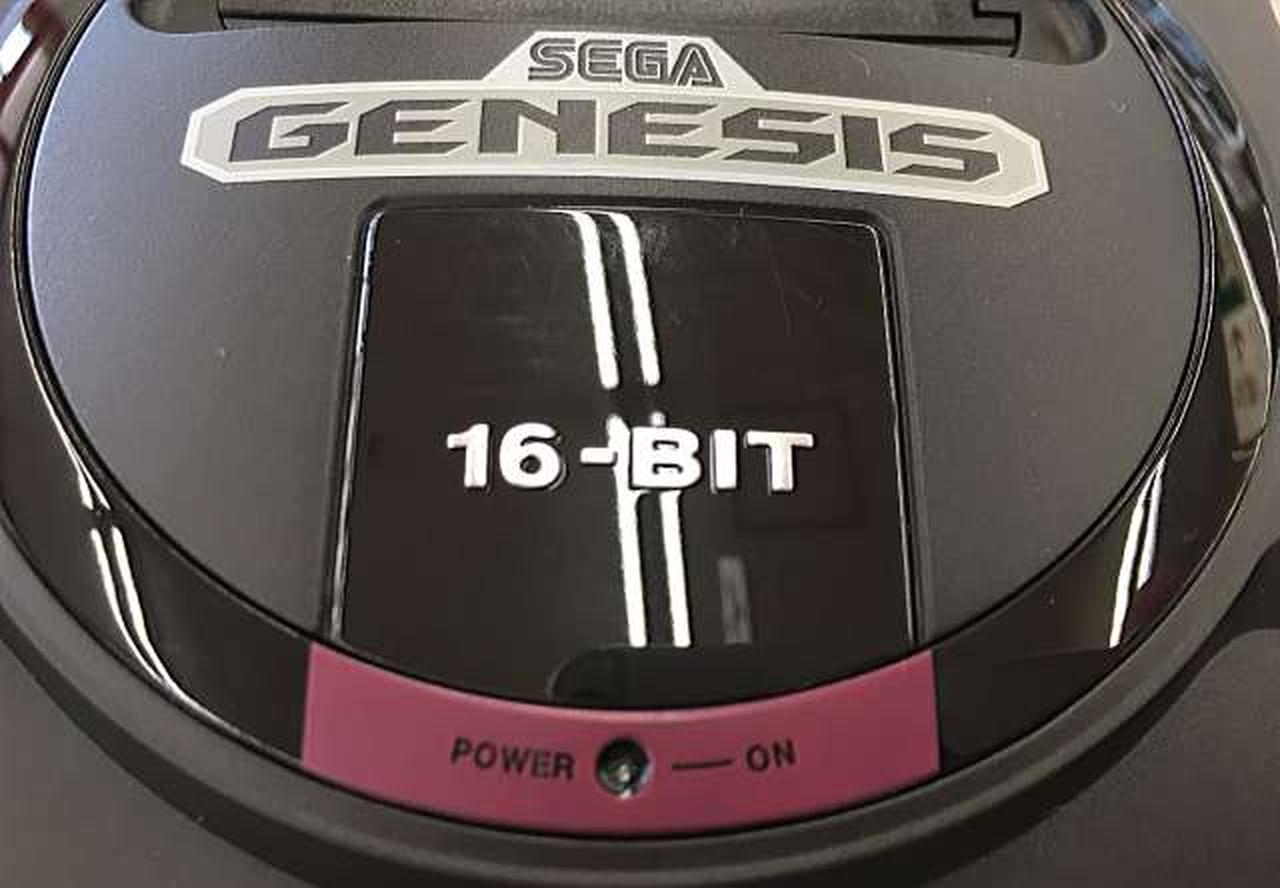 SEGA
GENESIS
16-BIT
POWER — ON